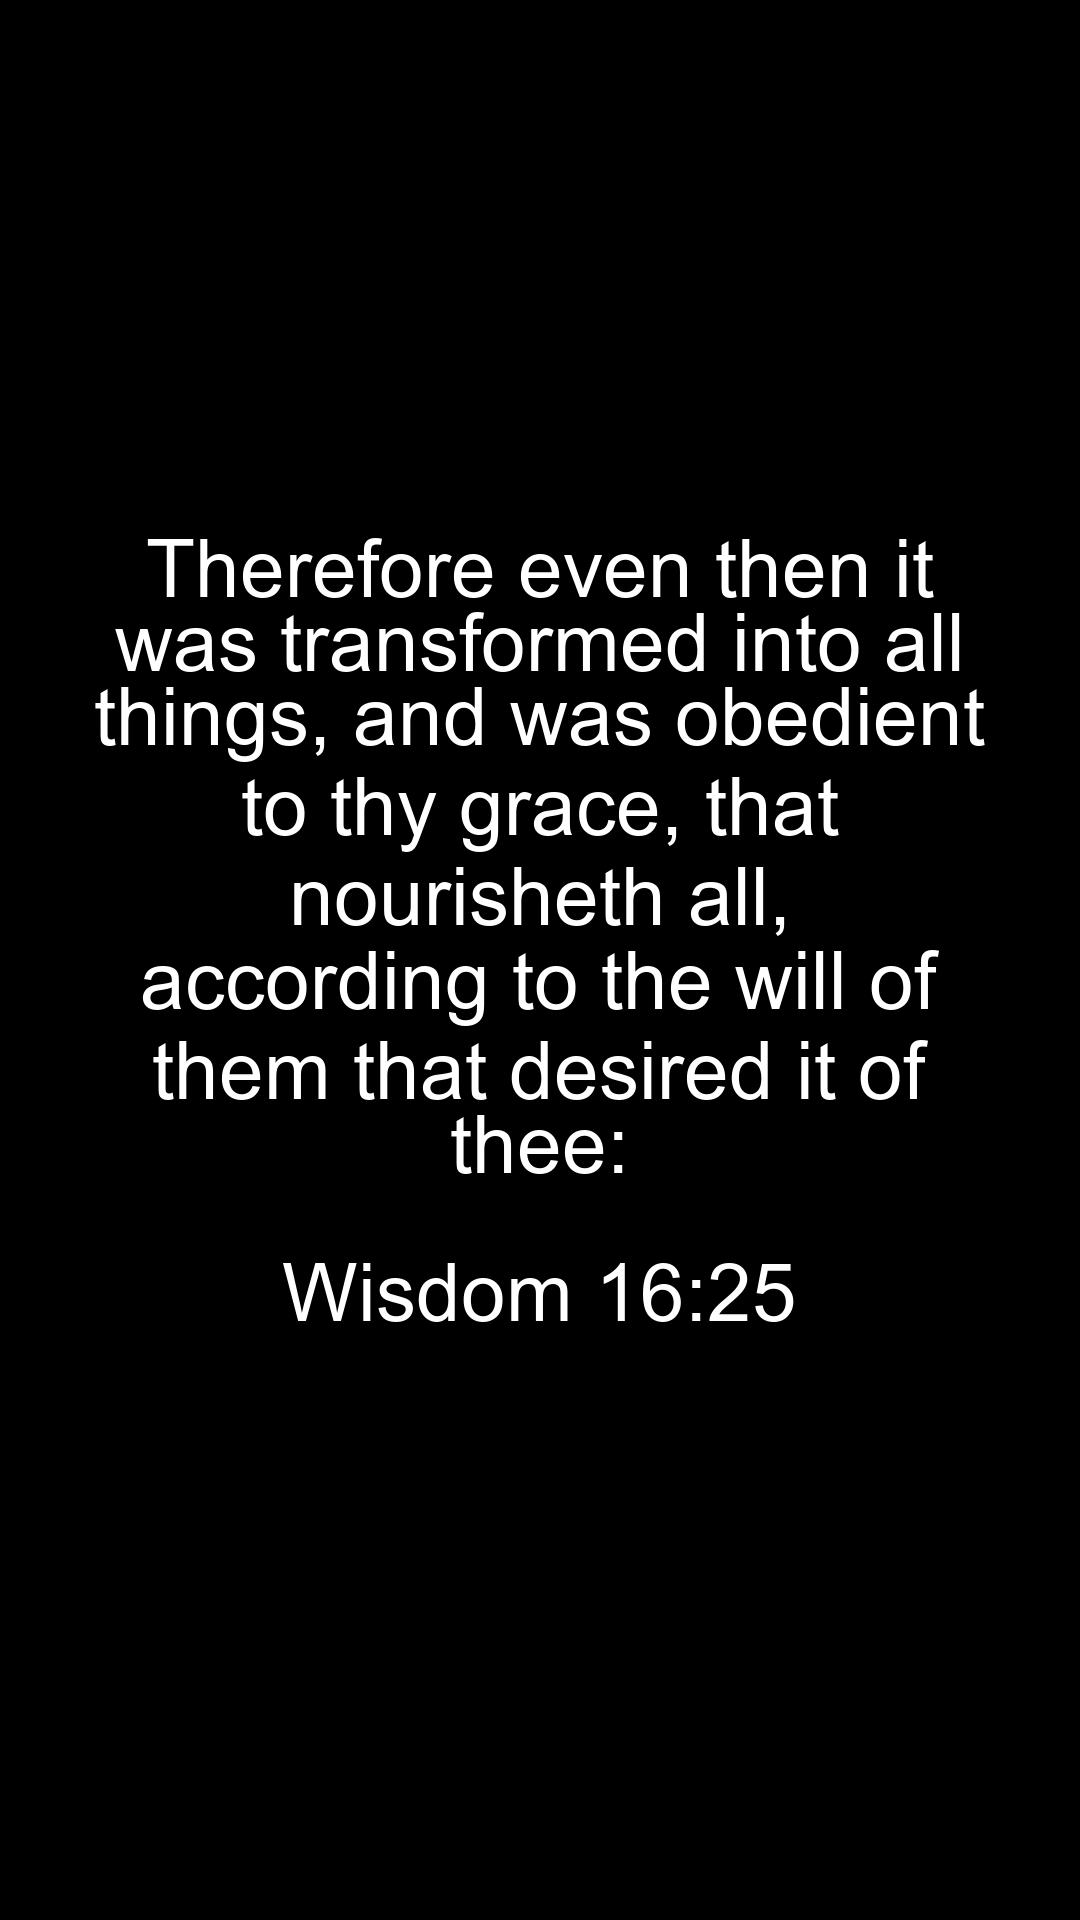 Therefore even then it
was transformed into all
things, and was obedient
to thy grace, that
nourisheth all,
according to the will of
them that desired it of
thee:
Wisdom 16:25